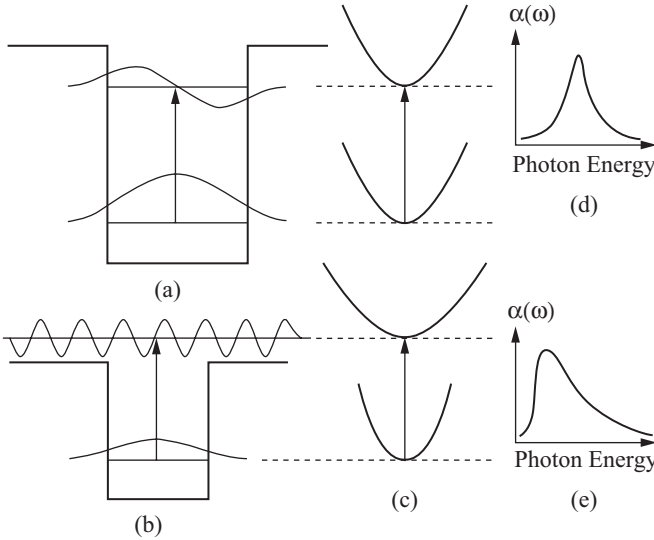 α(ω)
Photon Energy
(d)
(a)
α(ω)
Photon Energy
(b)
(c)
(e)